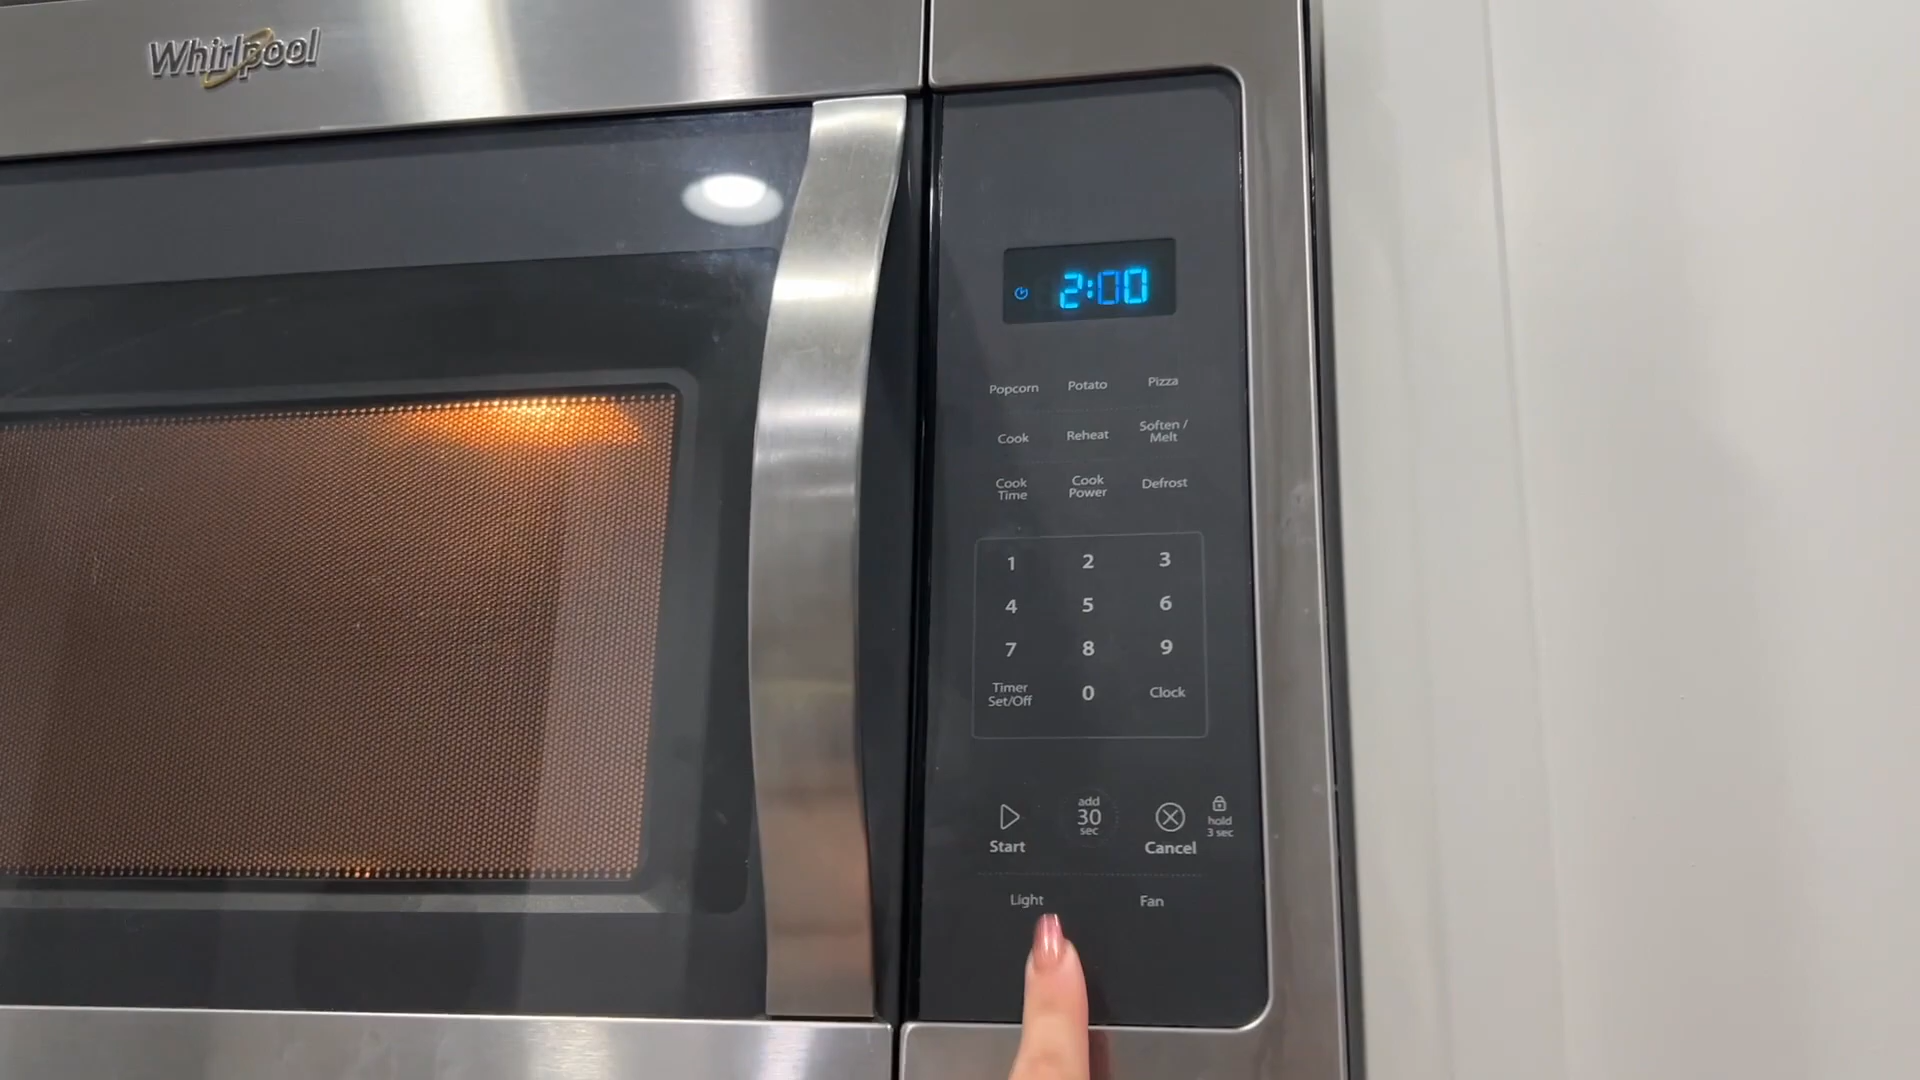 Whirlpool
2:00
Popcorn Potato Pizza
Cook Reheat Soften / Melt
Cook Time Cook Power Defrost
1 2 3
4 5 6
7 8 9
Timer Set/Off 0 Clock
add 30 sec
hold 3 sec
Start Cancel
Light Fan